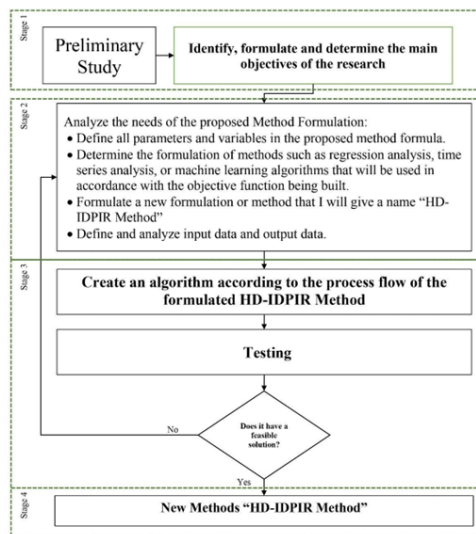 Stage 1
Preliminary
Study
Identify, formulate and determine the main
objectives of the research
Stage 2
Analyze the needs of the proposed Method Formulation:
• Define all parameters and variables in the proposed method formula.
• Determine the formulation of methods such as regression analysis, time
series analysis, or machine learning algorithms that will be used in
accordance with the objective function being built.
• Formulate a new formulation or method that I will give a name “HD-
IDPIR Method”
• Define and analyze input data and output data.
Stage 3
Create an algorithm according to the process flow of the
formulated HD-IDPIR Method
Testing
Does it have a
feasible
solution?
No
Yes
Stage 4
New Methods “HD-IDPIR Method”